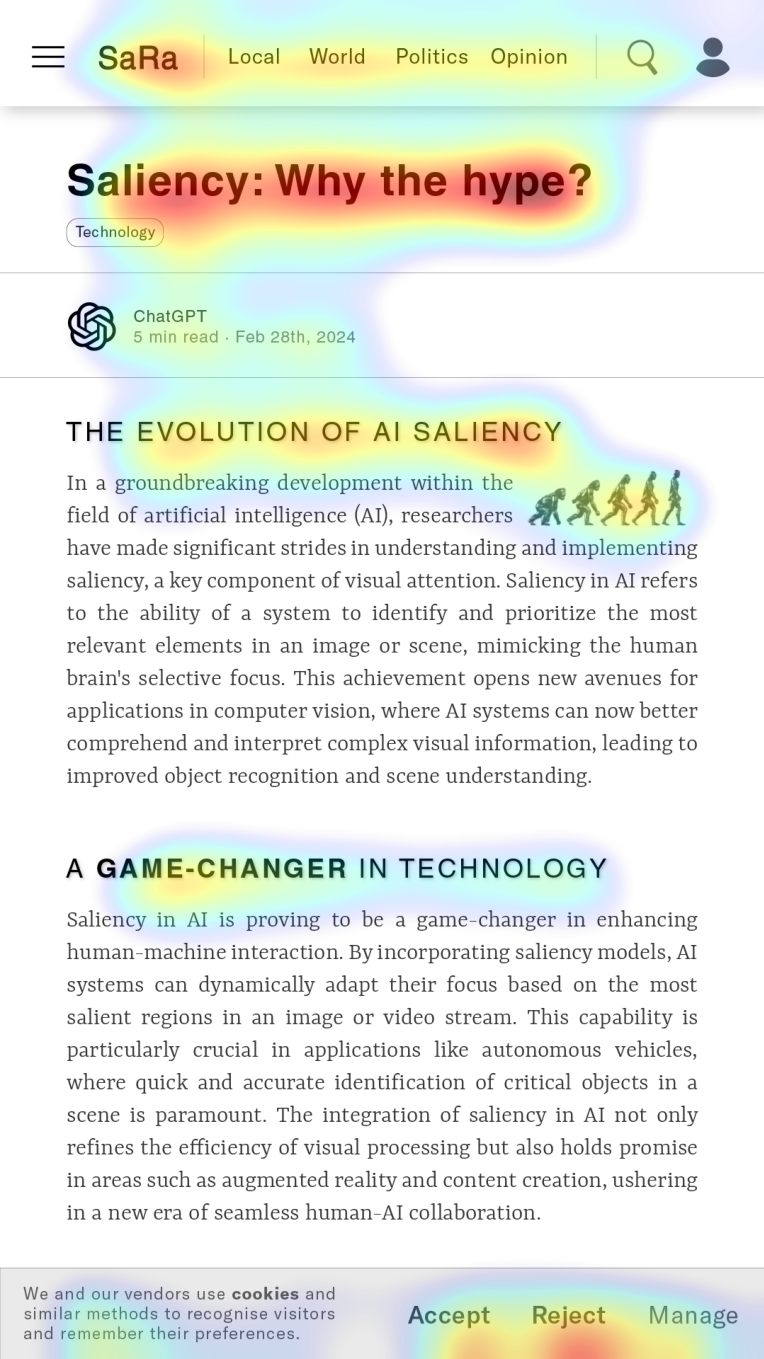 SaRa Local World Politics Opinion
Saliency: Why the hype?
Technology
ChatGPT
5 min read · Feb 28th, 2024
THE EVOLUTION OF AI SALIENCY
In a groundbreaking development within the
field of artificial intelligence (AI), researchers
have made significant strides in understanding and implementing
saliency, a key component of visual attention. Saliency in AI refers
to the ability of a system to identify and prioritize the most
relevant elements in an image or scene, mimicking the human
brain's selective focus. This achievement opens new avenues for
applications in computer vision, where AI systems can now better
comprehend and interpret complex visual information, leading to
improved object recognition and scene understanding.
A GAME-CHANGER IN TECHNOLOGY
Saliency in AI is proving to be a game-changer in enhancing
human-machine interaction. By incorporating saliency models, AI
systems can dynamically adapt their focus based on the most
salient regions in an image or video stream. This capability is
particularly crucial in applications like autonomous vehicles,
where quick and accurate identification of critical objects in a
scene is paramount. The integration of saliency in AI not only
refines the efficiency of visual processing but also holds promise
in areas such as augmented reality and content creation, ushering
in a new era of seamless human-AI collaboration.
We and our vendors use cookies and
similar methods to recognise visitors
and remember their preferences.
Accept Reject Manage